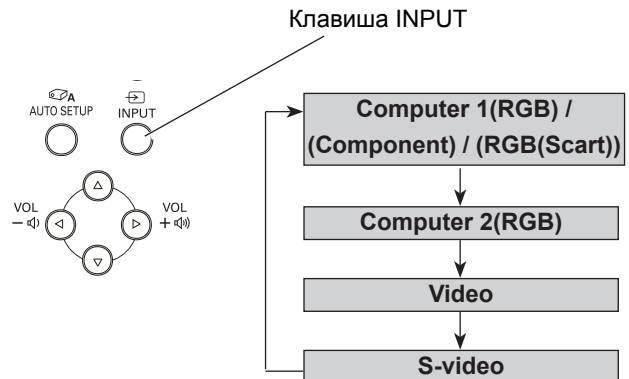 Клавиша INPUT
A
AUTO SETUP
INPUT
VOL
−
VOL
+
Computer 1(RGB) /
(Component) / (RGB(Scart))
Computer 2(RGB)
Video
S-video